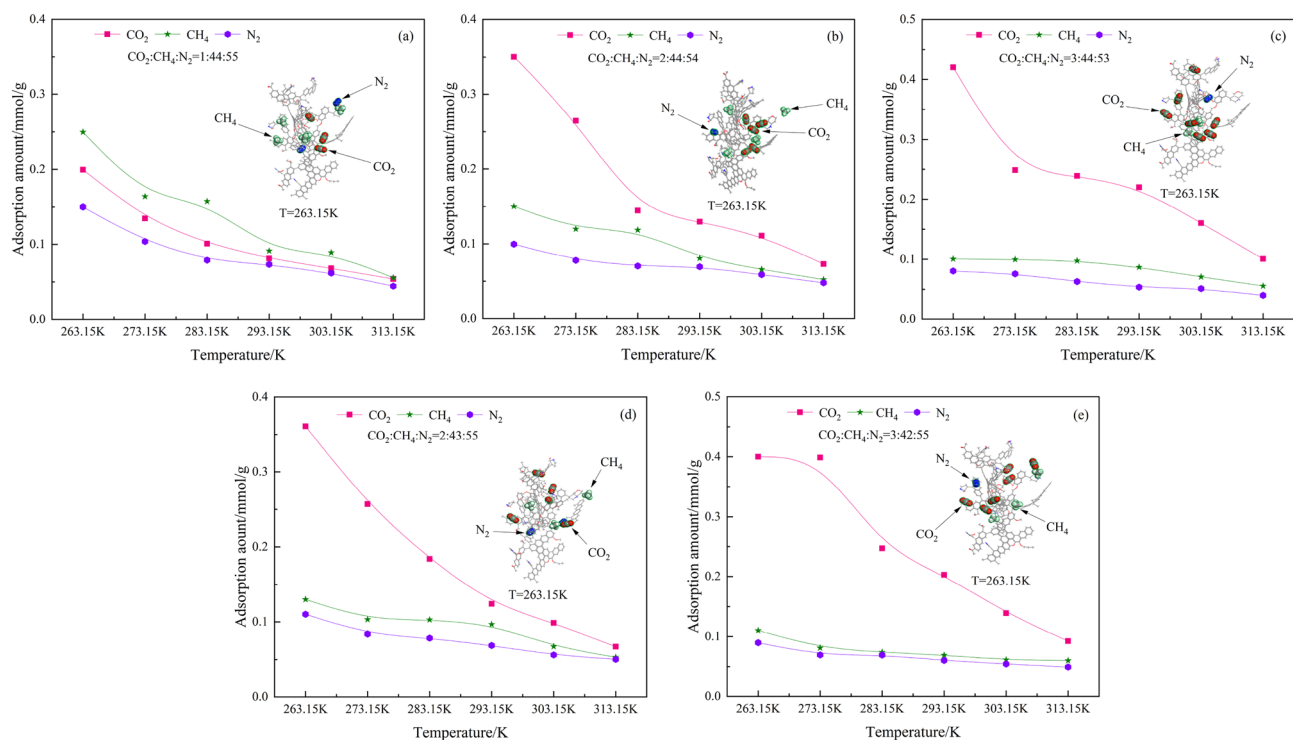 0.4
0.3
0.2
0.1
0.0
Adsorption amount/mmol/g
CO₂ CH₄ N₂
(a)
CO₂:CH₄:N₂=1:44:55
N₂
CH₄
CO₂
T=263.15K
263.15K 273.15K 283.15K 293.15K 303.15K 313.15K
Temperature/K
0.4
0.3
0.2
0.1
0.0
Adsorption amount/mmol/g
CO₂ CH₄ N₂
(b)
CO₂:CH₄:N₂=2:44:54
N₂
CH₄
CO₂
T=263.15K
263.15K 273.15K 283.15K 293.15K 303.15K 313.15K
Temperature/K
0.5
0.4
0.3
0.2
0.1
0.0
Adsorption amount/mmol/g
CO₂ CH₄ N₂
(c)
CO₂:CH₄:N₂=3:44:53
N₂
CO₂
CH₄
T=263.15K
263.15K 273.15K 283.15K 293.15K 303.15K 313.15K
Temperature/K
0.4
0.3
0.2
0.1
0.0
Adsorption aount/mmol/g
CO₂ CH₄ N₂
(d)
CO₂:CH₄:N₂=2:43:55
CH₄
N₂
CO₂
T=263.15K
263.15K 273.15K 283.15K 293.15K 303.15K 313.15K
Temperature/K
0.5
0.4
0.3
0.2
0.1
0.0
Adsorption amount/mmol/g
CO₂ CH₄ N₂
(e)
CO₂:CH₄:N₂=3:42:55
N₂
CO₂
CH₄
T=263.15K
263.15K 273.15K 283.15K 293.15K 303.15K 313.15K
Temperature/K